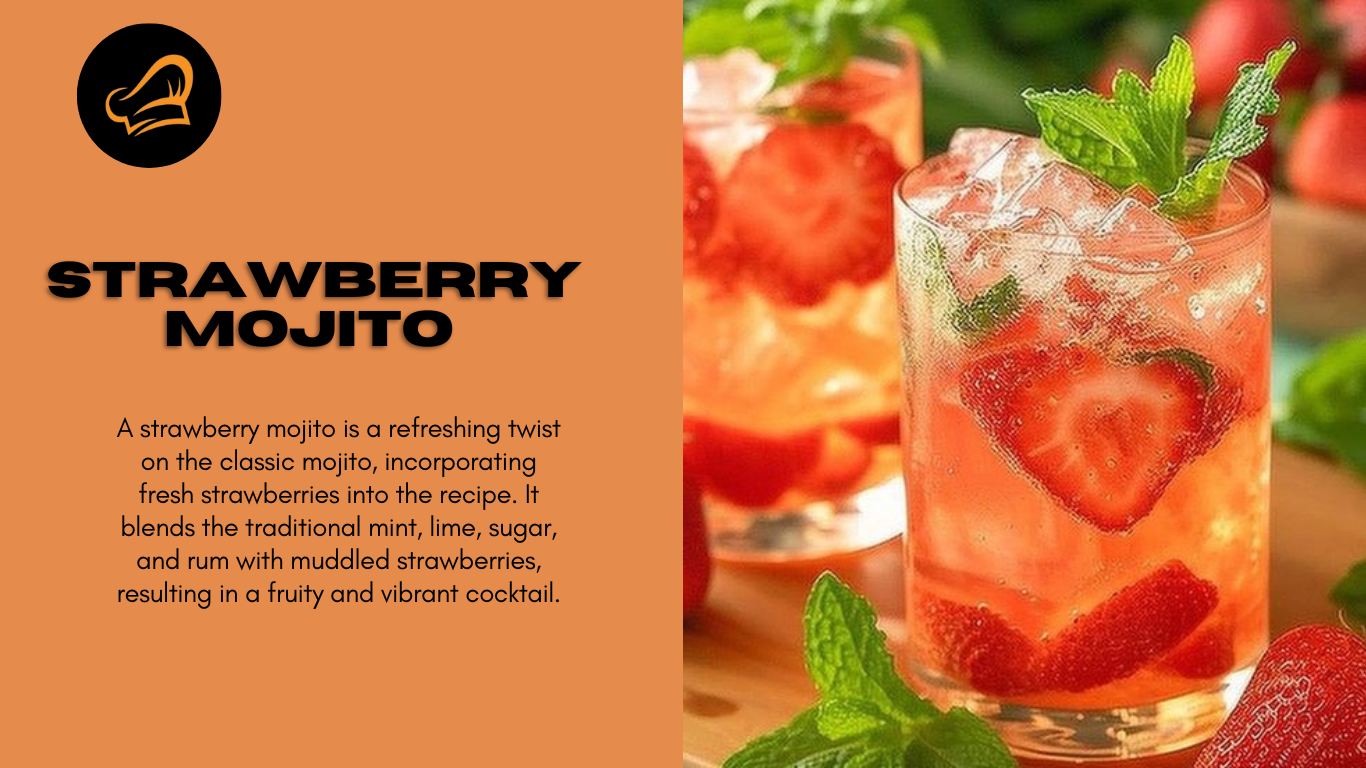 STRAWBERRY
MOJITO
A strawberry mojito is a refreshing twist
on the classic mojito, incorporating
fresh strawberries into the recipe. It
blends the traditional mint, lime, sugar,
and rum with muddled strawberries,
resulting in a fruity and vibrant cocktail.